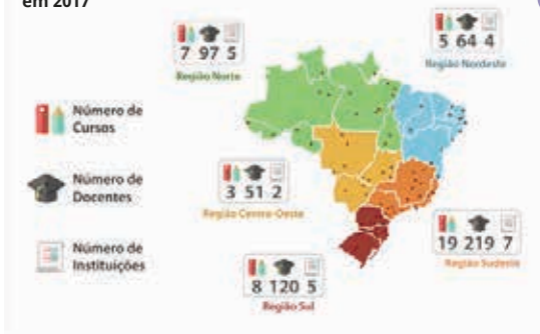 em 2017
7 97 5
Região Norte
5 64 4
Região Nordeste
Número de
Cursos
Número de
Docentes
Número de
Instituições
3 51 2
Região Centro-Oeste
19 219 7
Região Sudeste
8 120 5
Região Sul